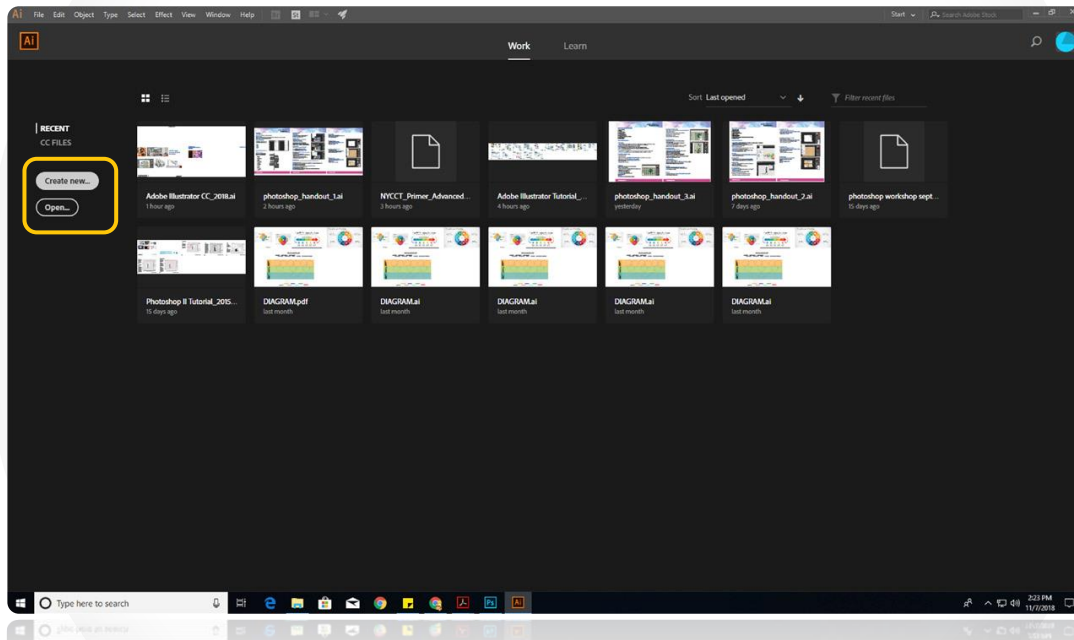 Ai File Edit Object Type Select Effect View Window Help Br St Start Search Adobe Stock
Ai Work Learn
Sort Last opened Filter recent files
RECENT
CC FILES
Create new...
Open...
Adobe Illustrator CC_2018.ai photoshop_handout_1.ai NYCCT_Primer_Advanced... Adobe Illustrator Tutorial_... photoshop_handout_3.ai photoshop_handout_2.ai photoshop workshop sept...
1 hour ago 2 hours ago 3 hours ago 4 hours ago yesterday 7 days ago 15 days ago
Photoshop II Tutorial_2015... DIAGRAM.pdf DIAGRAM.ai DIAGRAM.ai DIAGRAM.ai DIAGRAM.ai
15 days ago last month last month last month last month last month
Type here to search Ps Ai 2:23 PM
11/7/2018